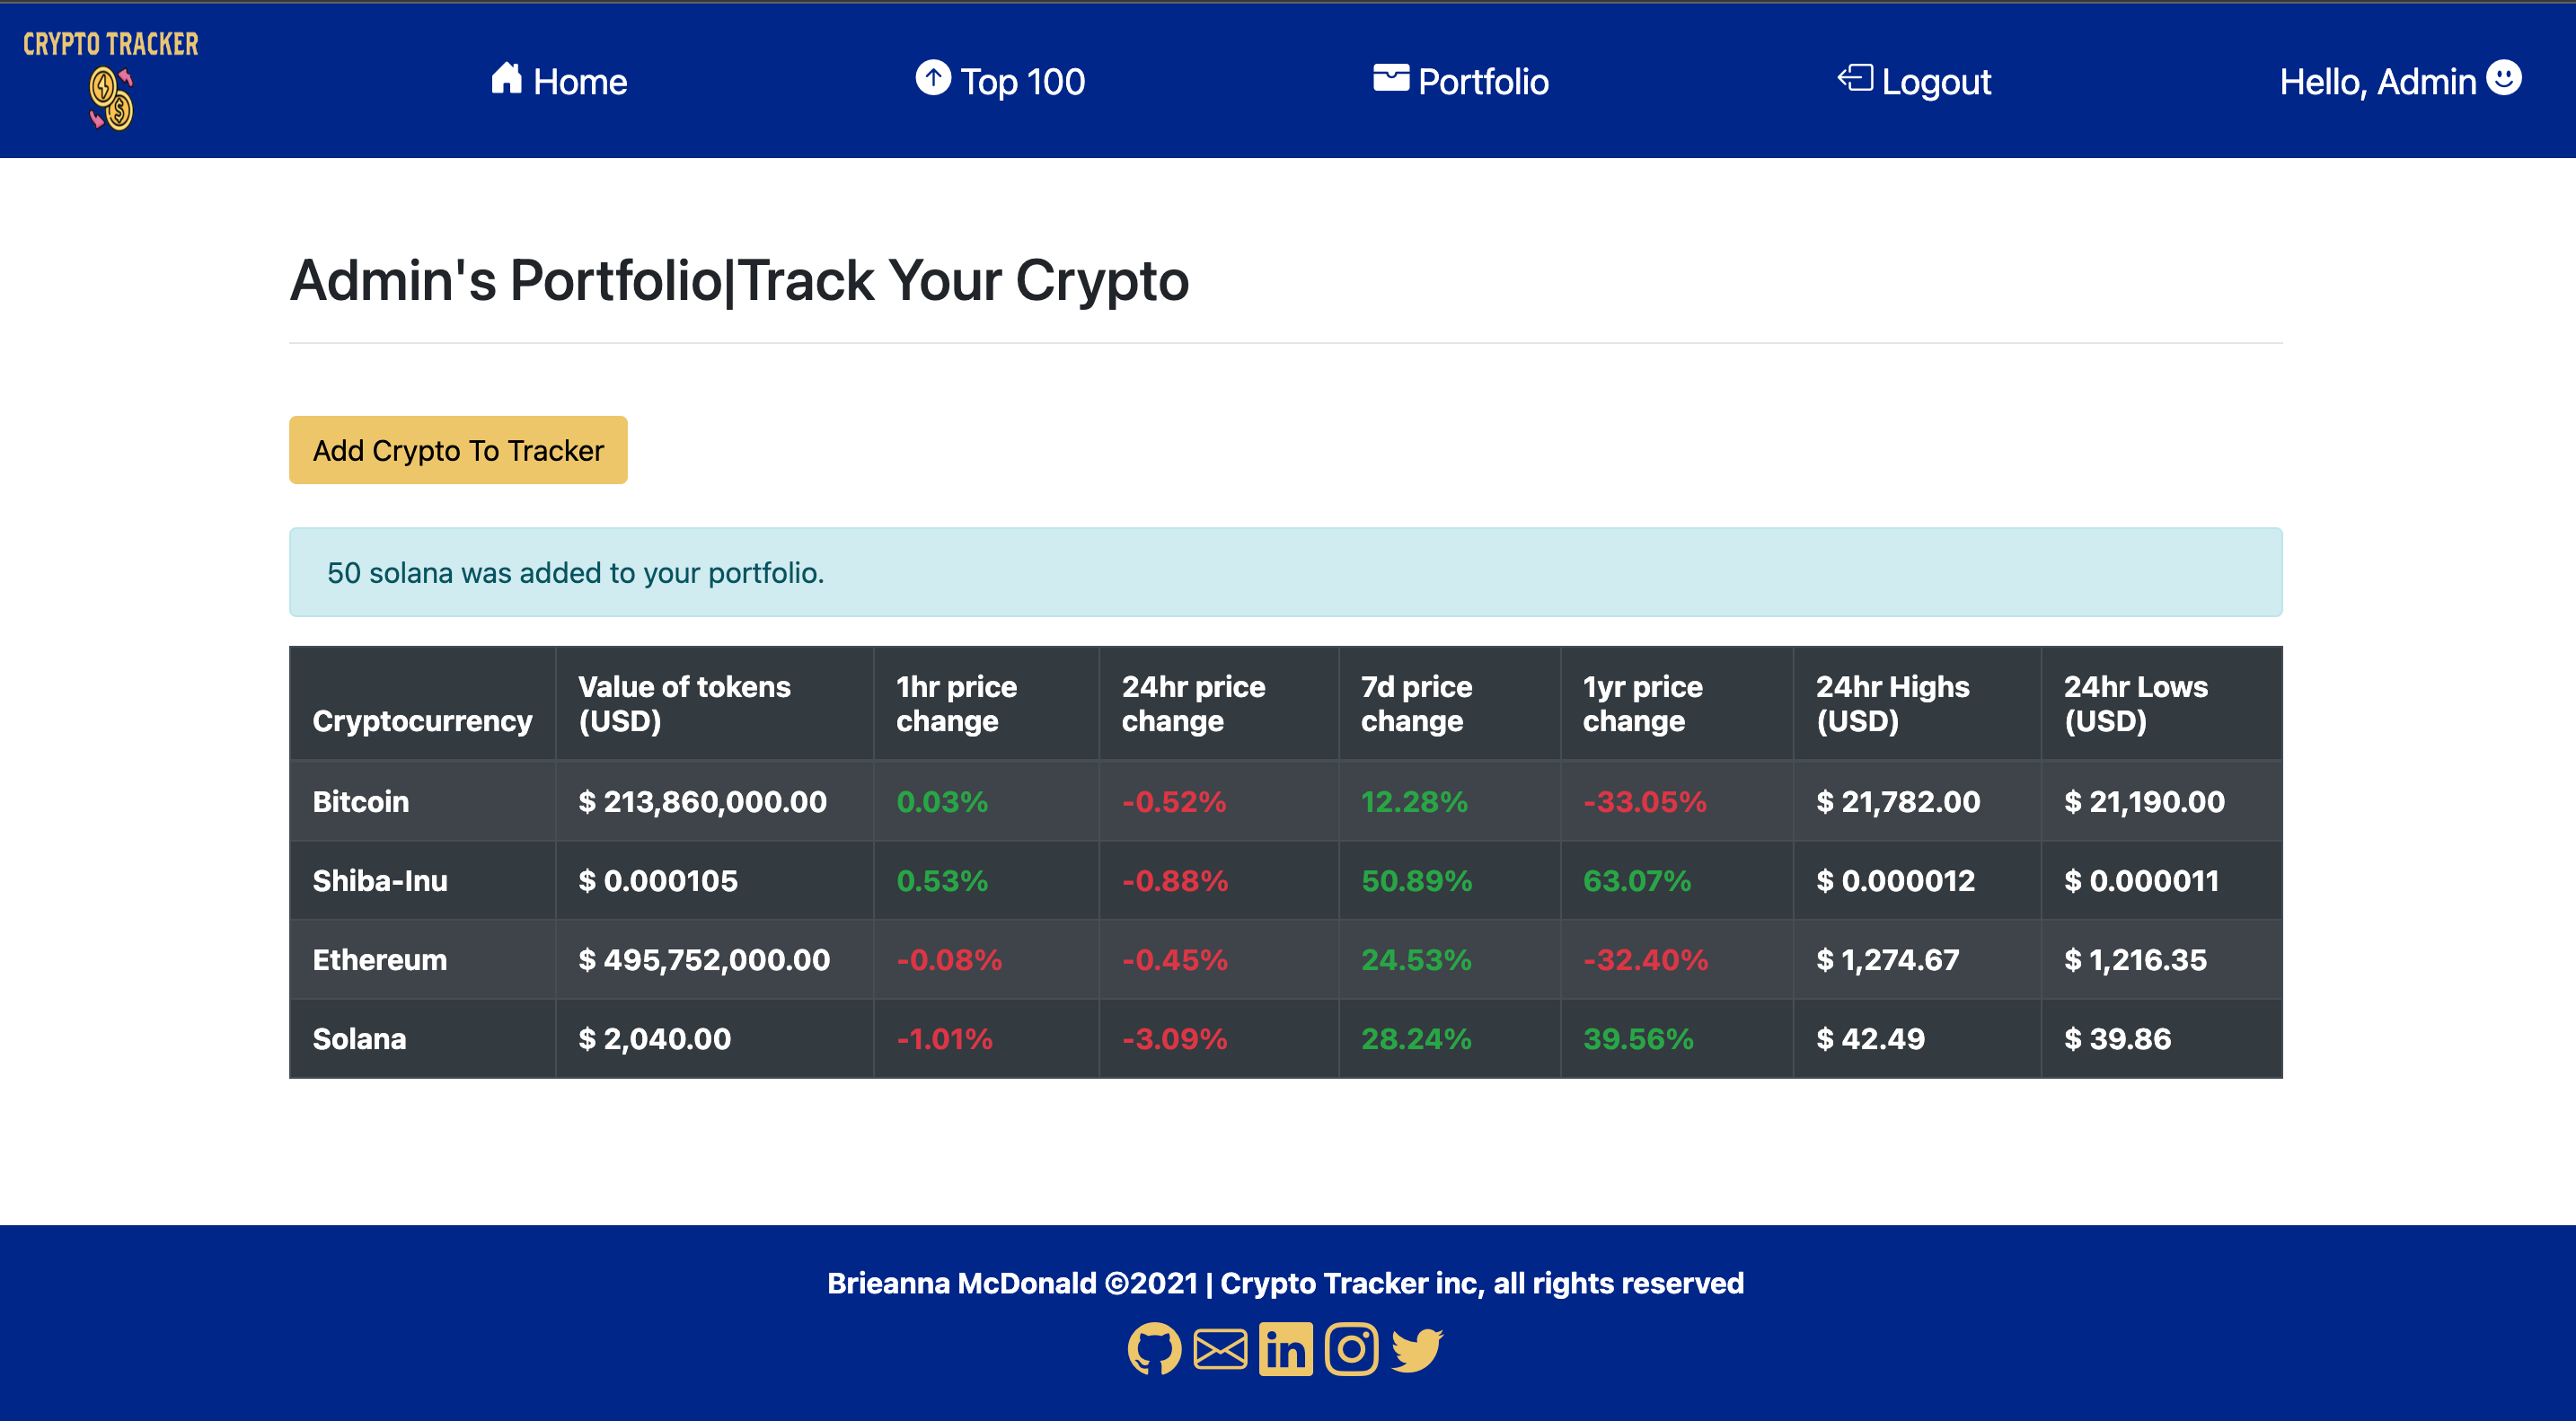 CRYPTO TRACKER
Home Top 100 Portfolio Logout Hello, Admin
Admin's Portfolio|Track Your Crypto
Add Crypto To Tracker
50 solana was added to your portfolio.
Cryptocurrency Value of tokens (USD) 1hr price change 24hr price change 7d price change 1yr price change 24hr Highs (USD) 24hr Lows (USD)
Bitcoin $ 213,860,000.00 0.03% -0.52% 12.28% -33.05% $ 21,782.00 $ 21,190.00
Shiba-Inu $ 0.000105 0.53% -0.88% 50.89% 63.07% $ 0.000012 $ 0.000011
Ethereum $ 495,752,000.00 -0.08% -0.45% 24.53% -32.40% $ 1,274.67 $ 1,216.35
Solana $ 2,040.00 -1.01% -3.09% 28.24% 39.56% $ 42.49 $ 39.86
Brieanna McDonald ©2021 | Crypto Tracker inc, all rights reserved